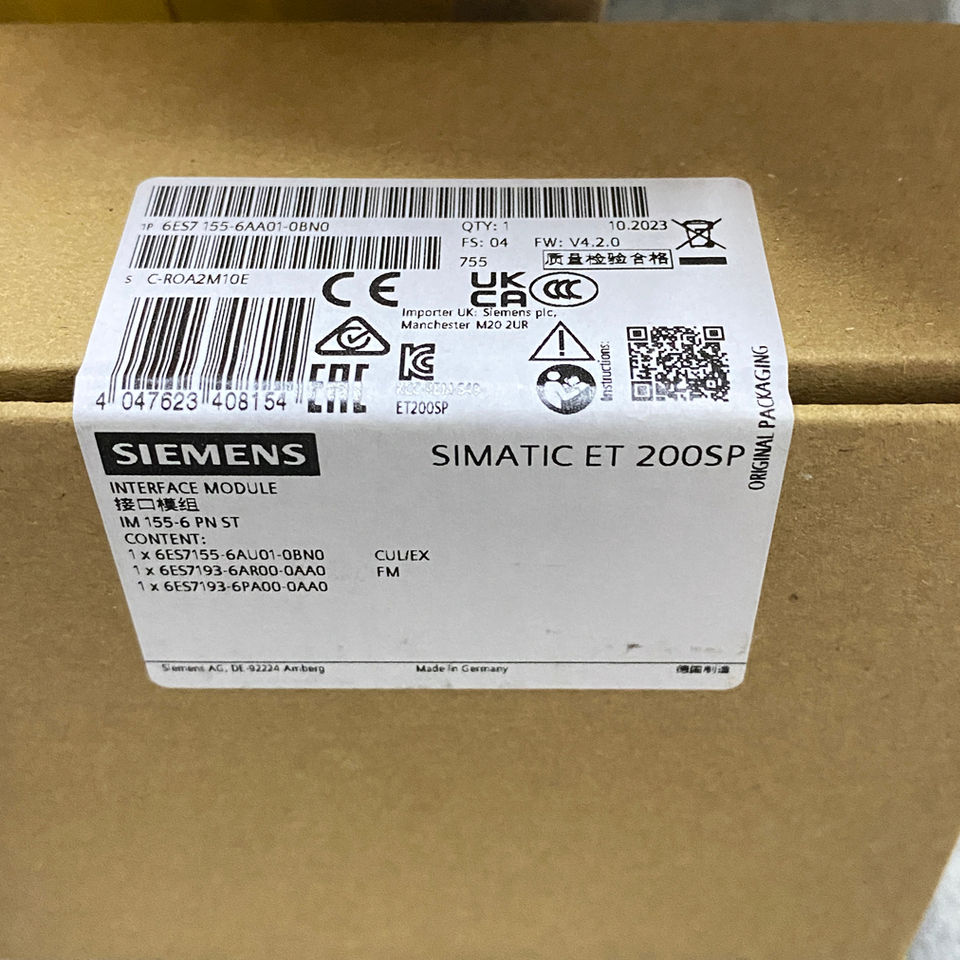 1P 6ES7 155-6AA01-0BN0
QTY: 1
10.2023
FS: 04
FW: V4.2.0
755
质量检验合格
S C-R0A2M10E
CE
UK
CA
CCC
Importer UK: Siemens plc,
Manchester M20 2UR
EAC
ET200SP
Instructions:
4 047623 408154
ORIGINAL PACKAGING
SIEMENS
SIMATIC ET 200SP
INTERFACE MODULE
接口模组
IM 155-6 PN ST
CONTENT:
1 x 6ES7155-6AU01-0BN0 CUL/EX
1 x 6ES7193-6AR00-0AA0 FM
1 x 6ES7193-6PA00-0AA0
Siemens AG, DE-92224 Amberg
Made in Germany
德国制造